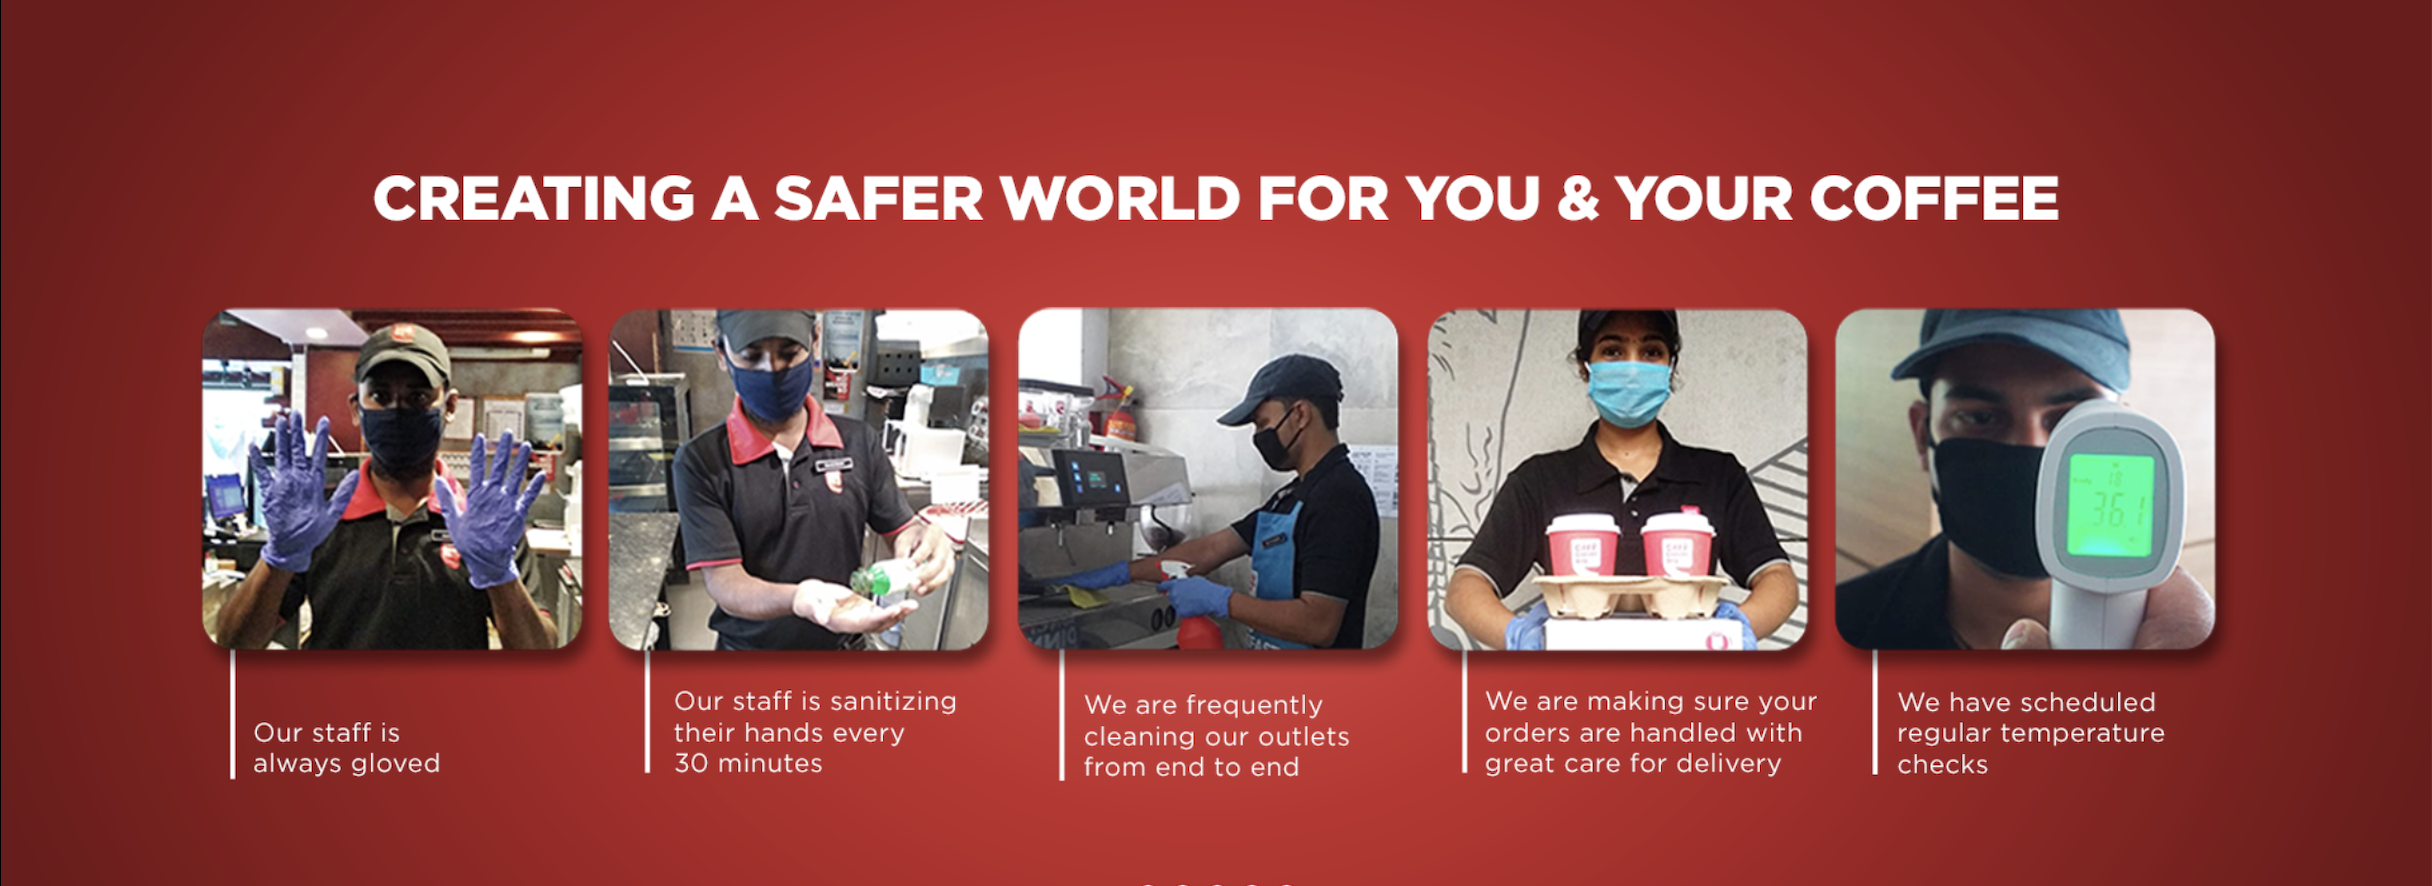 CREATING A SAFER WORLD FOR YOU & YOUR COFFEE
36
Our staff is
always gloved
Our staff is sanitizing
their hands every
30 minutes
We are frequently
cleaning our outlets
from end to end
We are making sure your
orders are handled with
great care for delivery
We have scheduled
regular temperature
checks